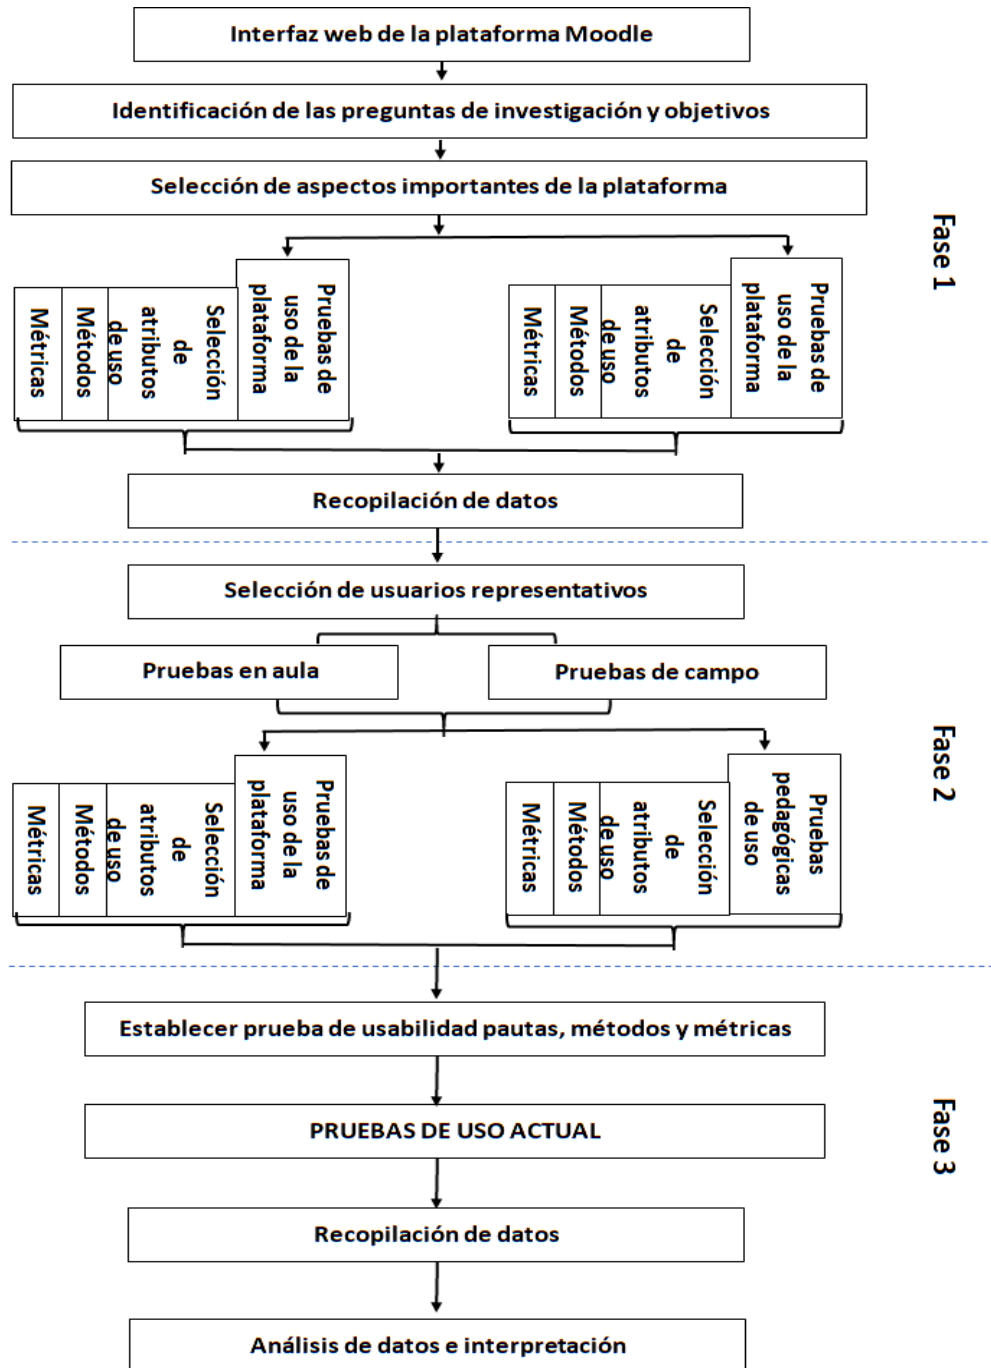 Interfaz web de la plataforma Moodle
Identificación de las preguntas de investigación y objetivos
Selección de aspectos importantes de la plataforma
Fase 1
Pruebas de
uso de la
plataforma
Selección
de
atributos
de uso
Métodos
Métricas
Pruebas de
uso de la
plataforma
Selección
de
atributos
de uso
Métodos
Métricas
Recopilación de datos
Selección de usuarios representativos
Pruebas en aula
Pruebas de campo
Fase 2
Pruebas de
uso de la
plataforma
Selección
de
atributos
de uso
Métodos
Métricas
Pruebas
pedagógicas
de uso
Selección
de
atributos
de uso
Métodos
Métricas
Establecer prueba de usabilidad pautas, métodos y métricas
PRUEBAS DE USO ACTUAL
Fase 3
Recopilación de datos
Análisis de datos e interpretación